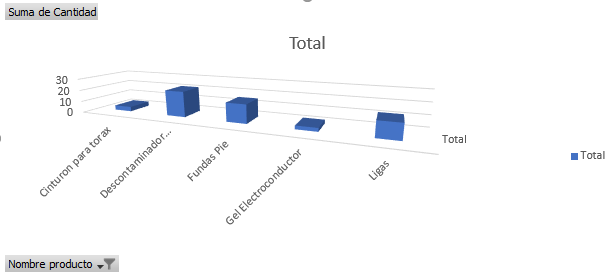 Suma de Cantidad
Total
30
20
10
0
Cinturon para torax
Descontaminador...
Fundas Pie
Gel Electroconductor
Ligas
Total
Total
Nombre producto